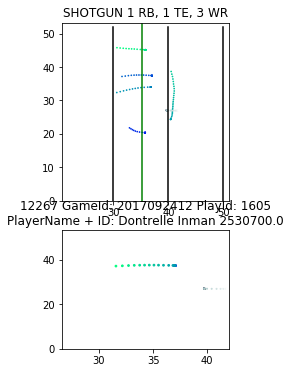 SHOTGUN 1 RB, 1 TE, 3 WR
50
40
30
20
10
0
30 40 50
12267 GameId: 2017092412 PlayId: 1605
PlayerName + ID: Dontrelle Inman 2530700.0
40
20
0
30 35 40